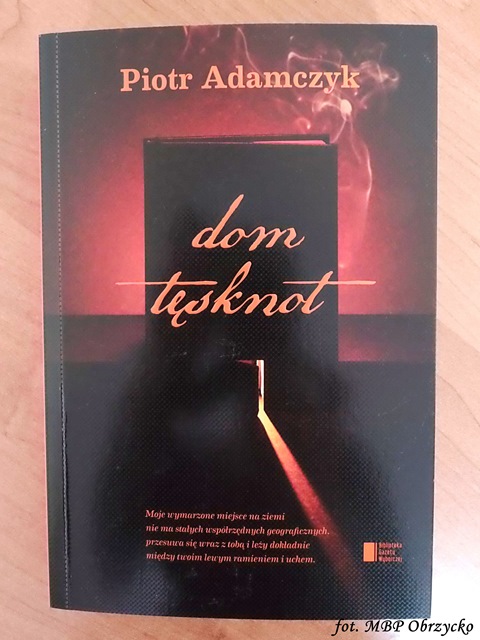 Piotr Adamczyk
dom
tęsknot
Moje wymarzone miejsce na ziemi
nie ma stałych współrzędnych geograficznych,
przesuwa się wraz z tobą i leży dokładnie
między twoim lewym ramieniem i uchem.
Biblioteka
Gazety
Wyborczej
fot. MBP Obrzycko